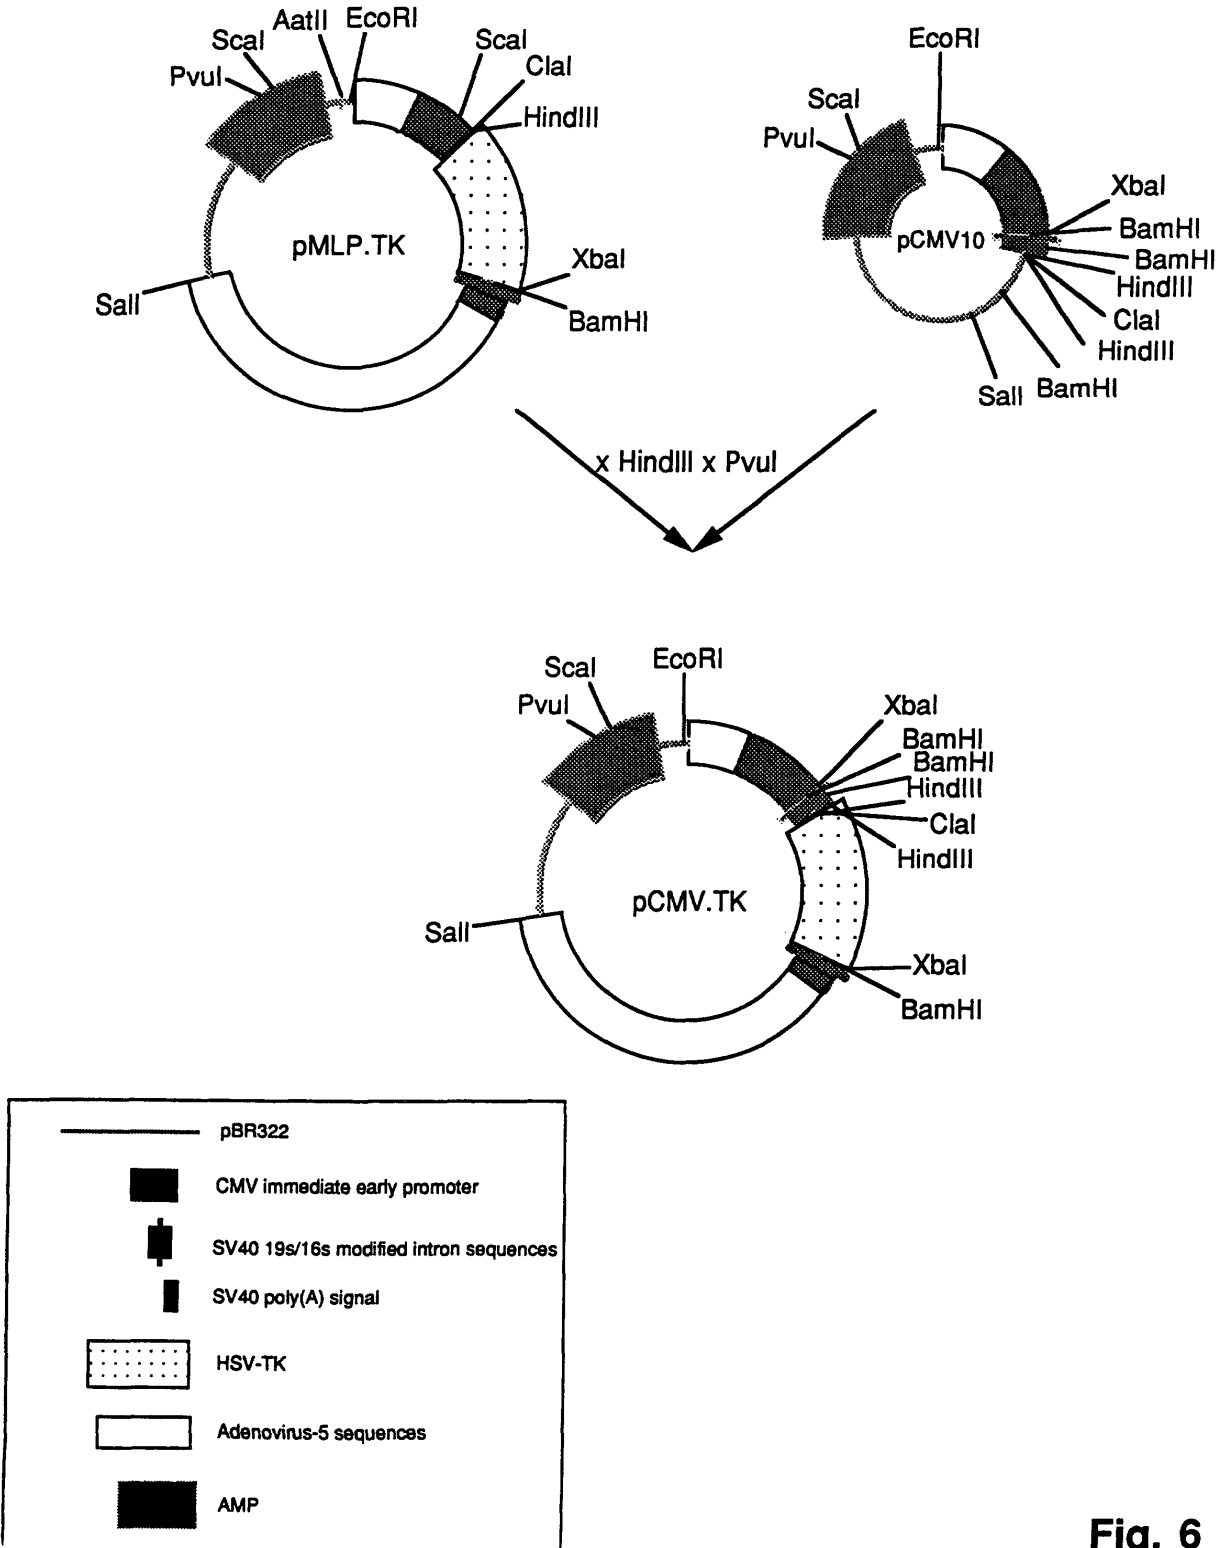 AatII
EcoRI
ScaI
PvuI
ScaI
ClaI
HindIII
pMLP.TK
XbaI
BamHI
SalI
EcoRI
ScaI
PvuI
XbaI
BamHI
BamHI
HindIII
ClaI
HindIII
BamHI
SalI
pCMV10
x HindIII x PvuI
EcoRI
ScaI
PvuI
XbaI
BamHI
BamHI
HindIII
ClaI
HindIII
pCMV.TK
SalI
XbaI
BamHI
pBR322
CMV immediate early promoter
SV40 19s/16s modified intron sequences
SV40 poly(A) signal
HSV-TK
Adenovirus-5 sequences
AMP
Fig. 6